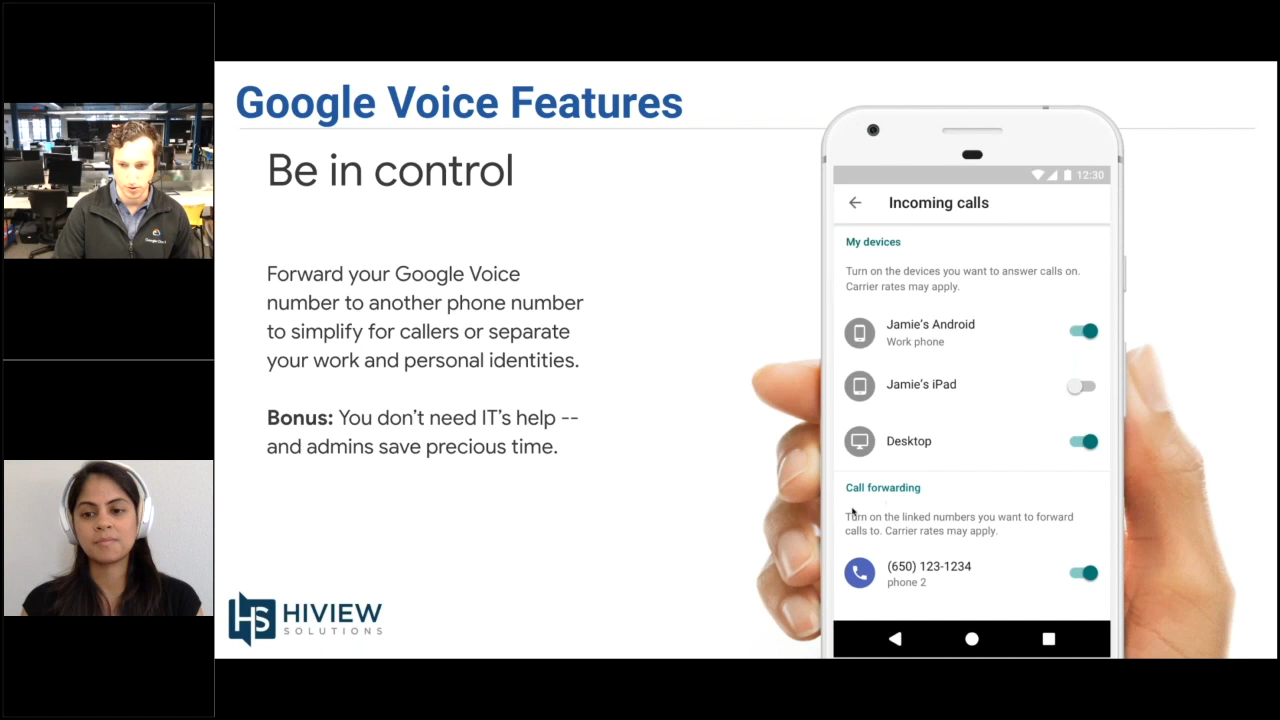 Google Voice Features
Be in control
Forward your Google Voice
number to another phone number
to simplify for callers or separate
your work and personal identities.
Bonus: You don't need IT's help --
and admins save precious time.
HS HIVIEW
SOLUTIONS
12:30
Incoming calls
My devices
Turn on the devices you want to answer calls on.
Carrier rates may apply.
Jamie's Android
Work phone
Jamie's iPad
Desktop
Call forwarding
Turn on the linked numbers you want to forward
calls to. Carrier rates may apply.
(650) 123-1234
phone 2